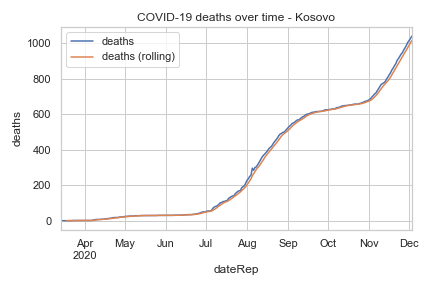 COVID-19 deaths over time - Kosovo
deaths
deaths (rolling)
1000
800
600
400
200
0
deaths
Apr
2020
May
Jun
Jul
Aug
Sep
Oct
Nov
Dec
dateRep